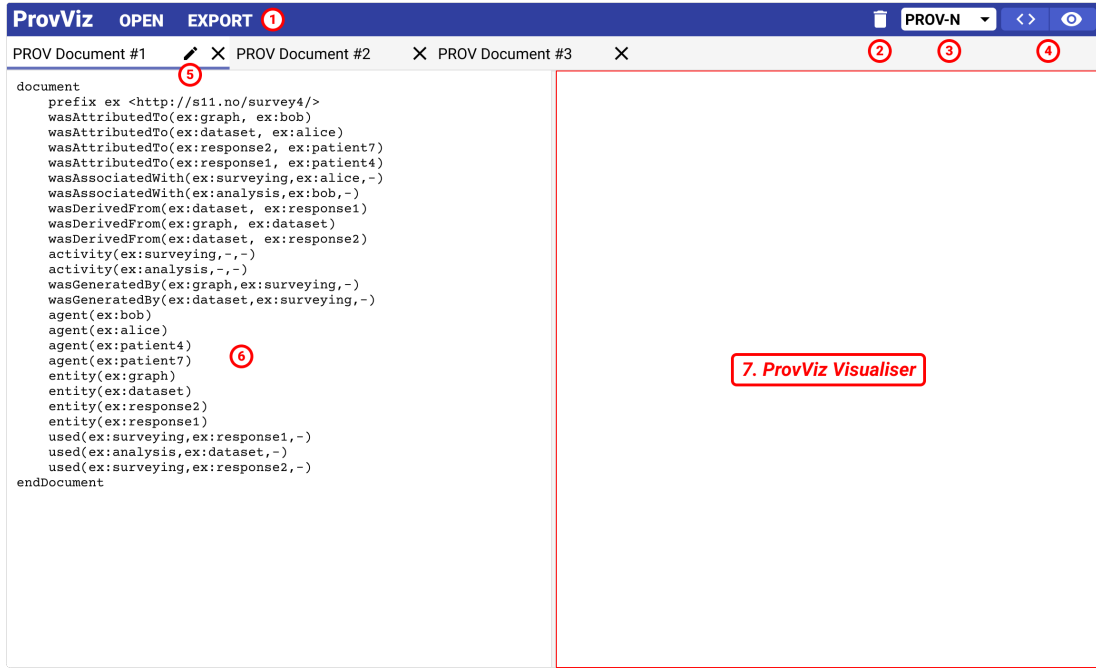 ProvViz OPEN EXPORT 1 PROV-N <>
2 3 4
PROV Document #1 PROV Document #2 PROV Document #3
5
document
    prefix ex <http://s11.no/survey4/>
    wasAttributedTo(ex:graph, ex:bob)
    wasAttributedTo(ex:dataset, ex:alice)
    wasAttributedTo(ex:response2, ex:patient7)
    wasAttributedTo(ex:response1, ex:patient4)
    wasAssociatedWith(ex:surveying,ex:alice,-)
    wasAssociatedWith(ex:analysis,ex:bob,-)
    wasDerivedFrom(ex:dataset, ex:response1)
    wasDerivedFrom(ex:graph, ex:dataset)
    wasDerivedFrom(ex:dataset, ex:response2)
    activity(ex:surveying,-,-)
    activity(ex:analysis,-,-)
    wasGeneratedBy(ex:graph,ex:surveying,-)
    wasGeneratedBy(ex:dataset,ex:surveying,-)
    agent(ex:bob)
    agent(ex:alice)
    agent(ex:patient4)
    agent(ex:patient7)
    entity(ex:graph)
    entity(ex:dataset)
    entity(ex:response2)
    entity(ex:response1)
    used(ex:surveying,ex:response1,-)
    used(ex:analysis,ex:dataset,-)
    used(ex:surveying,ex:response2,-)
endDocument
6
7. ProvViz Visualiser